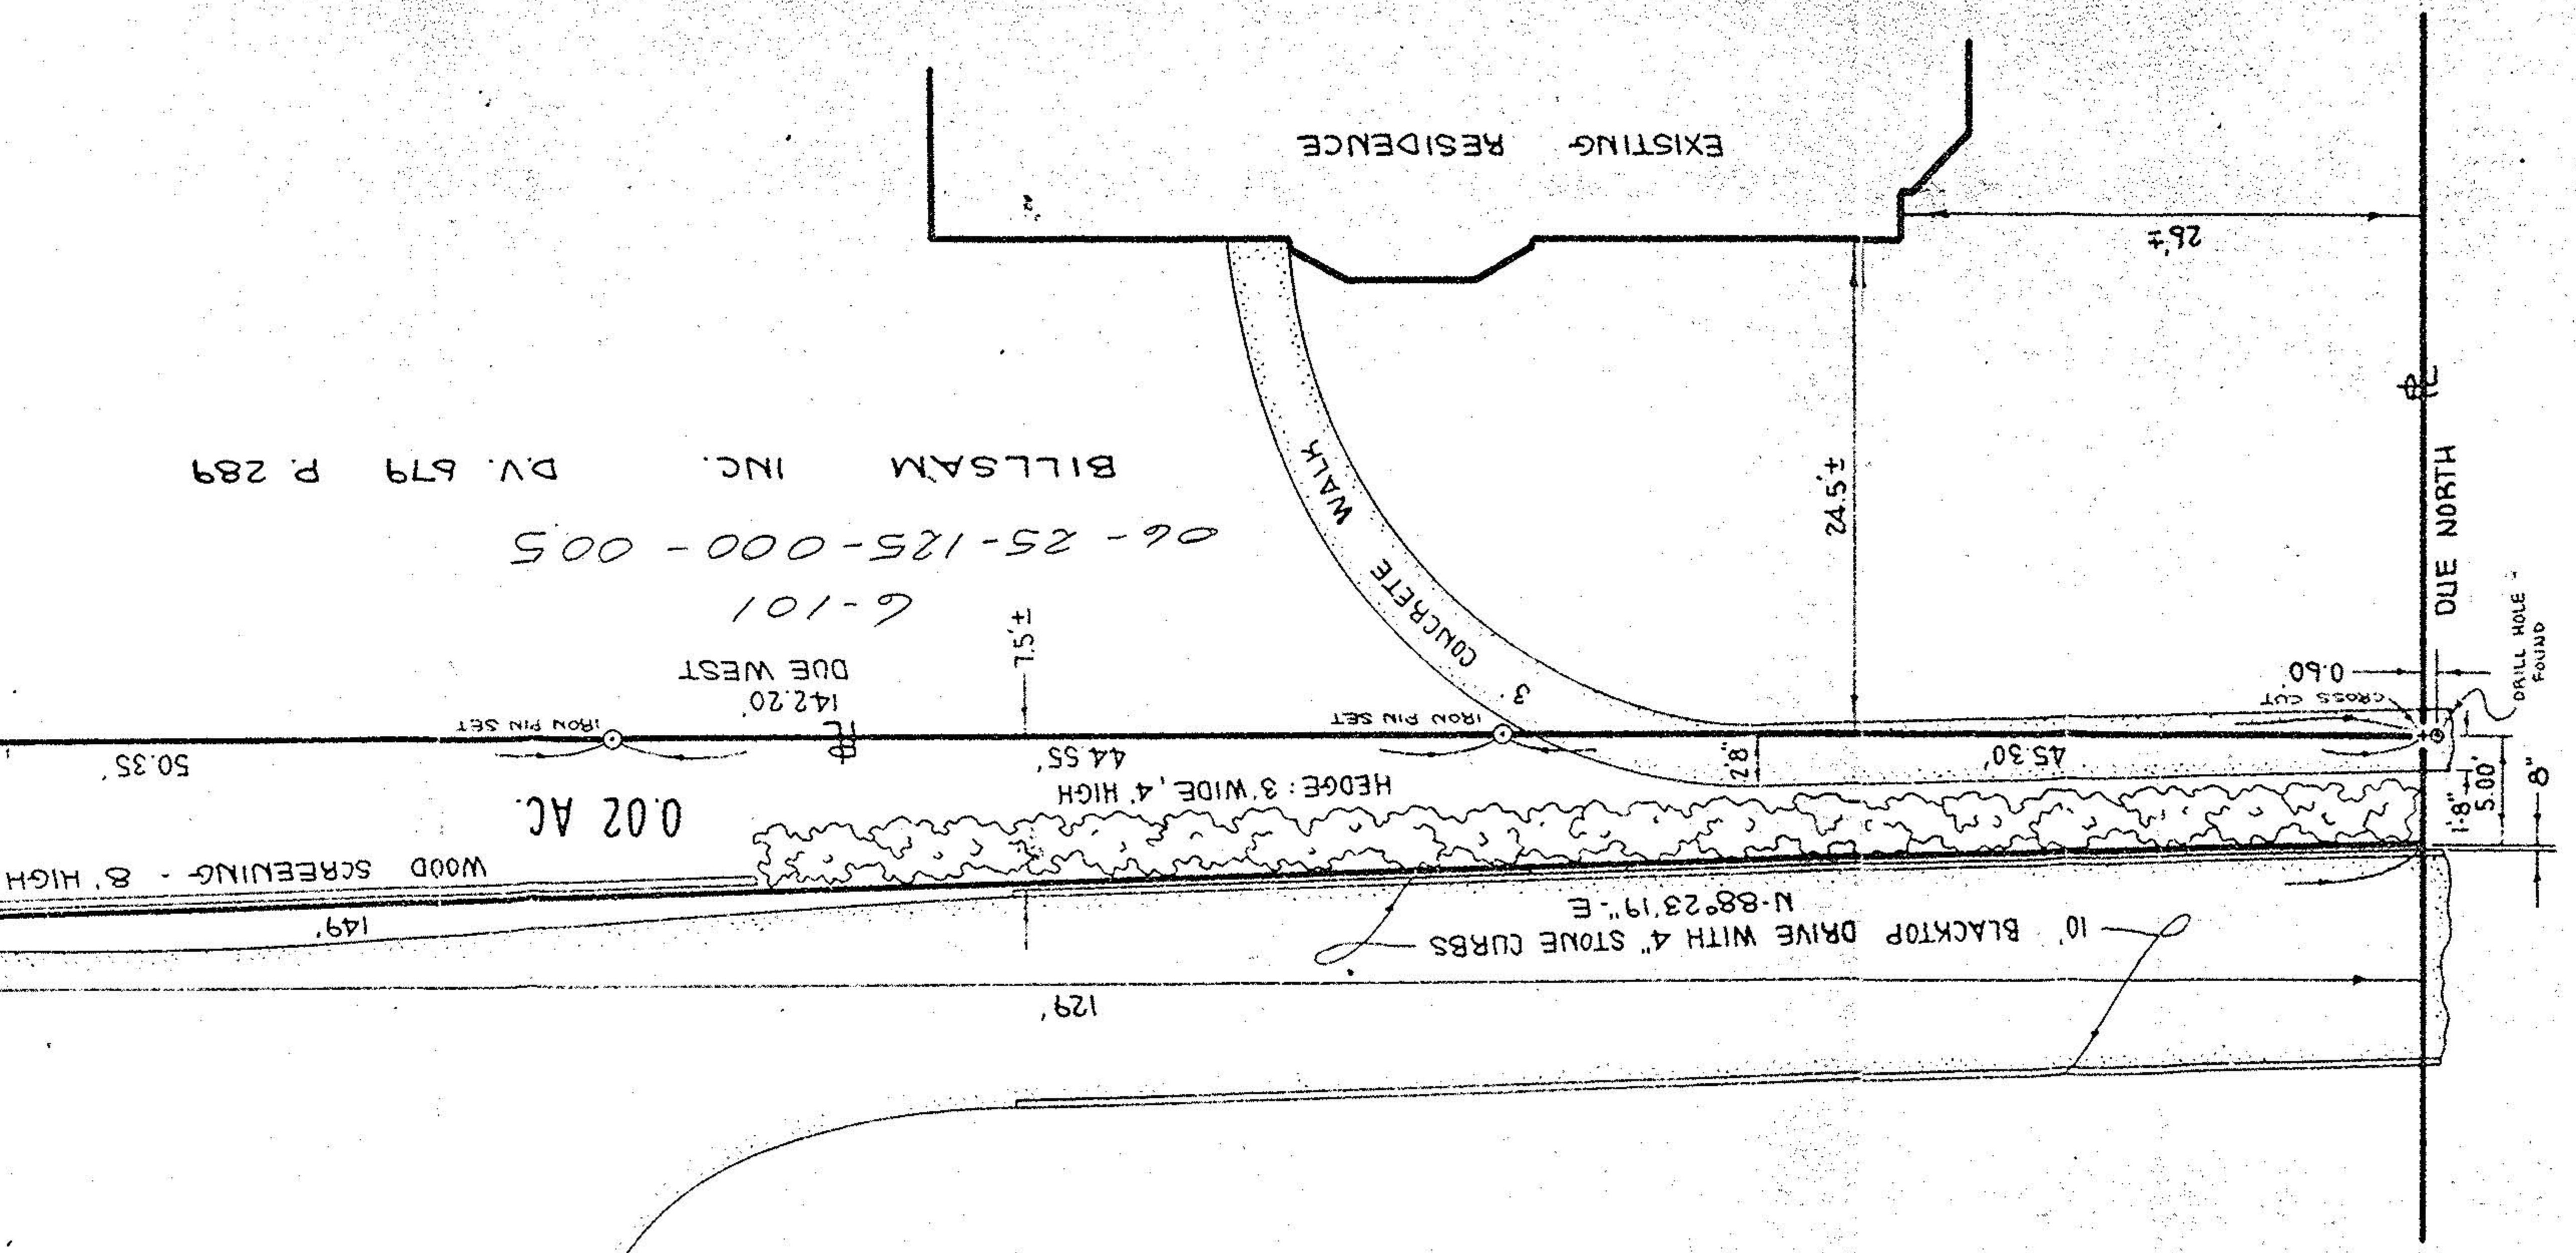 129'
10' BLACKTOP DRIVE WITH 4" STONE CURBS
N-88°23'19"-E
149'
WOOD SCREENING - 8' HIGH
0.02 AC.
HEDGE: 3' WIDE, 4' HIGH
8"
5.00'
1'8"
45.30'
2'8"
44.55'
50.35'
CROSS CUT
IRON PIN SET
IRON PIN SET
0.60'
DRILL HOLE -
FOUND
3'
CONCRETE WALK
142.20'
DUE WEST
7.5'±
6-101
06-25-125-000-005
BILLSAM INC. D.V. 679 P. 289
DUE NORTH
24.5'±
PL
PL
26'±
EXISTING RESIDENCE